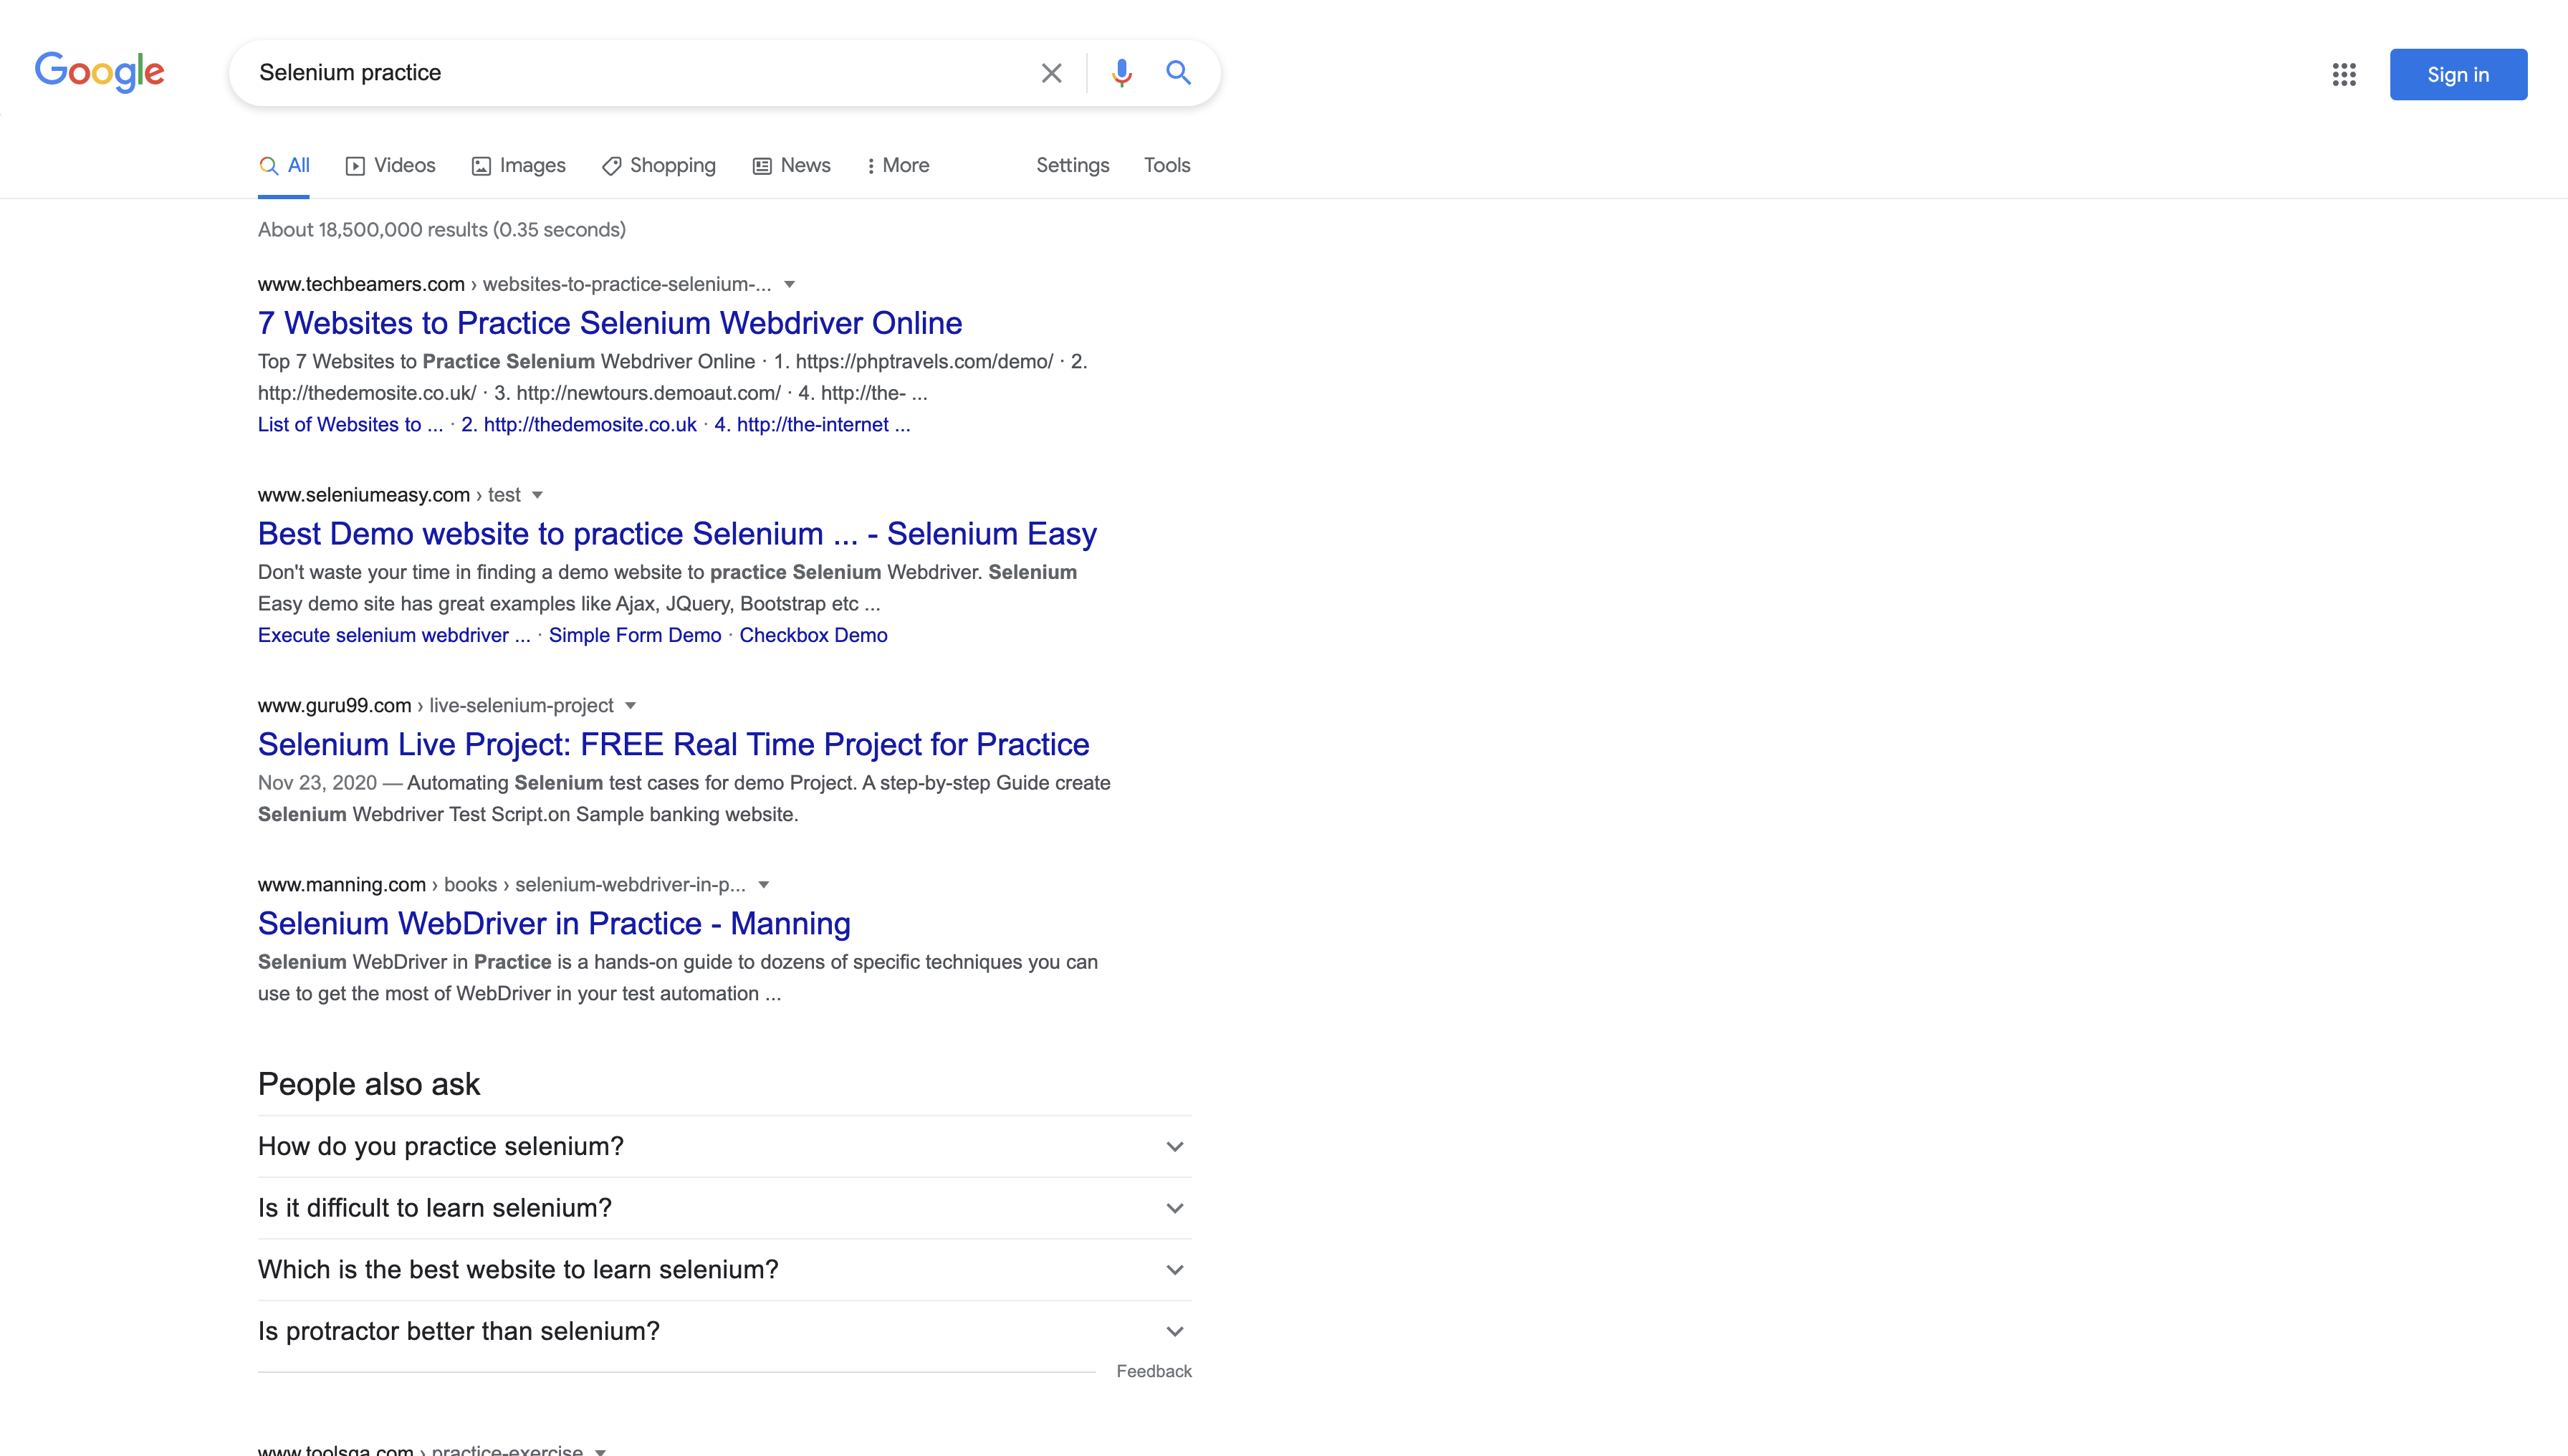 Google
Selenium practice
Sign in
All Videos Images Shopping News More Settings Tools
About 18,500,000 results (0.35 seconds)
www.techbeamers.com › websites-to-practice-selenium-...
7 Websites to Practice Selenium Webdriver Online
Top 7 Websites to Practice Selenium Webdriver Online · 1. https://phptravels.com/demo/ · 2.
http://thedemosite.co.uk/ · 3. http://newtours.demoaut.com/ · 4. http://the- ...
List of Websites to ... · 2. http://thedemosite.co.uk · 4. http://the-internet ...
www.seleniumeasy.com › test
Best Demo website to practice Selenium ... - Selenium Easy
Don't waste your time in finding a demo website to practice Selenium Webdriver. Selenium
Easy demo site has great examples like Ajax, JQuery, Bootstrap etc ...
Execute selenium webdriver ... · Simple Form Demo · Checkbox Demo
www.guru99.com › live-selenium-project
Selenium Live Project: FREE Real Time Project for Practice
Nov 23, 2020 — Automating Selenium test cases for demo Project. A step-by-step Guide create
Selenium Webdriver Test Script.on Sample banking website.
www.manning.com › books › selenium-webdriver-in-p...
Selenium WebDriver in Practice - Manning
Selenium WebDriver in Practice is a hands-on guide to dozens of specific techniques you can
use to get the most of WebDriver in your test automation ...
People also ask
How do you practice selenium?
Is it difficult to learn selenium?
Which is the best website to learn selenium?
Is protractor better than selenium?
Feedback
www.toolsqa.com › practice-exercise